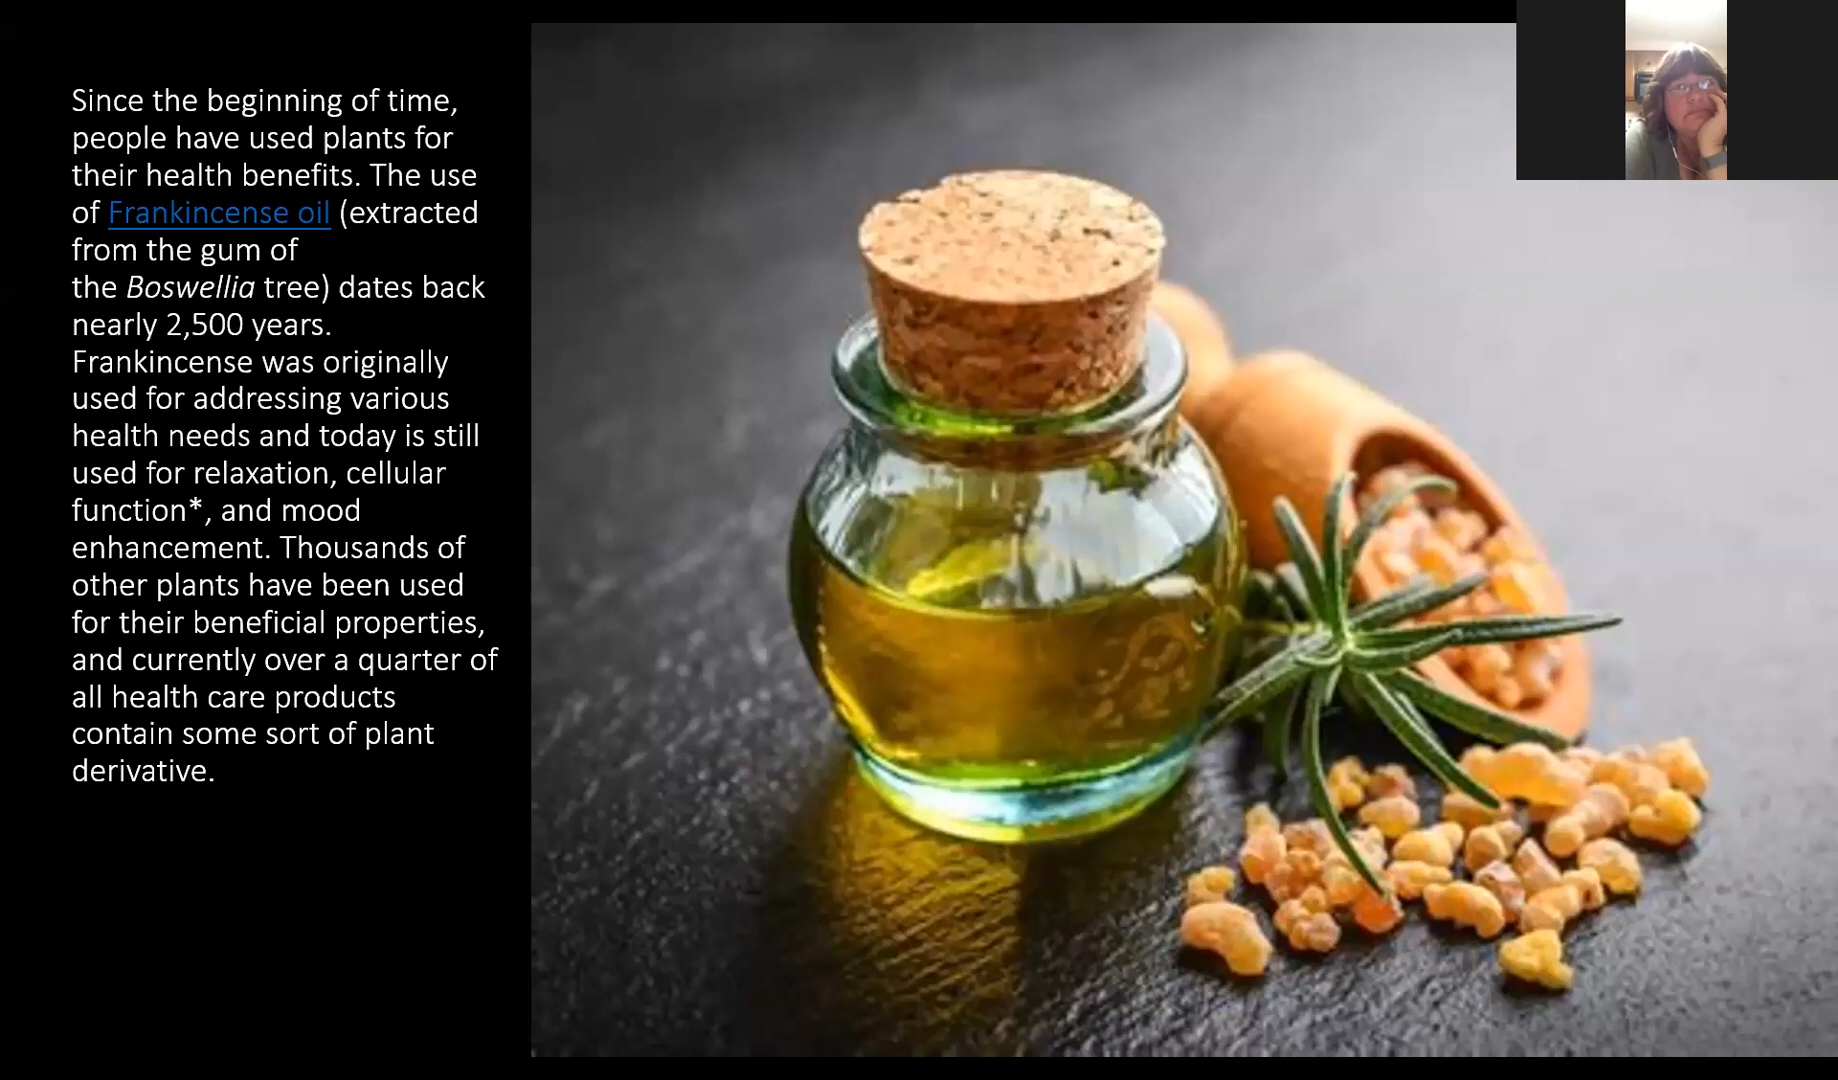 Since the beginning of time,
people have used plants for
their health benefits. The use
of Frankincense oil (extracted
from the gum of
the Boswellia tree) dates back
nearly 2,500 years.
Frankincense was originally
used for addressing various
health needs and today is still
used for relaxation, cellular
function*, and mood
enhancement. Thousands of
other plants have been used
for their beneficial properties,
and currently over a quarter of
all health care products
contain some sort of plant
derivative.